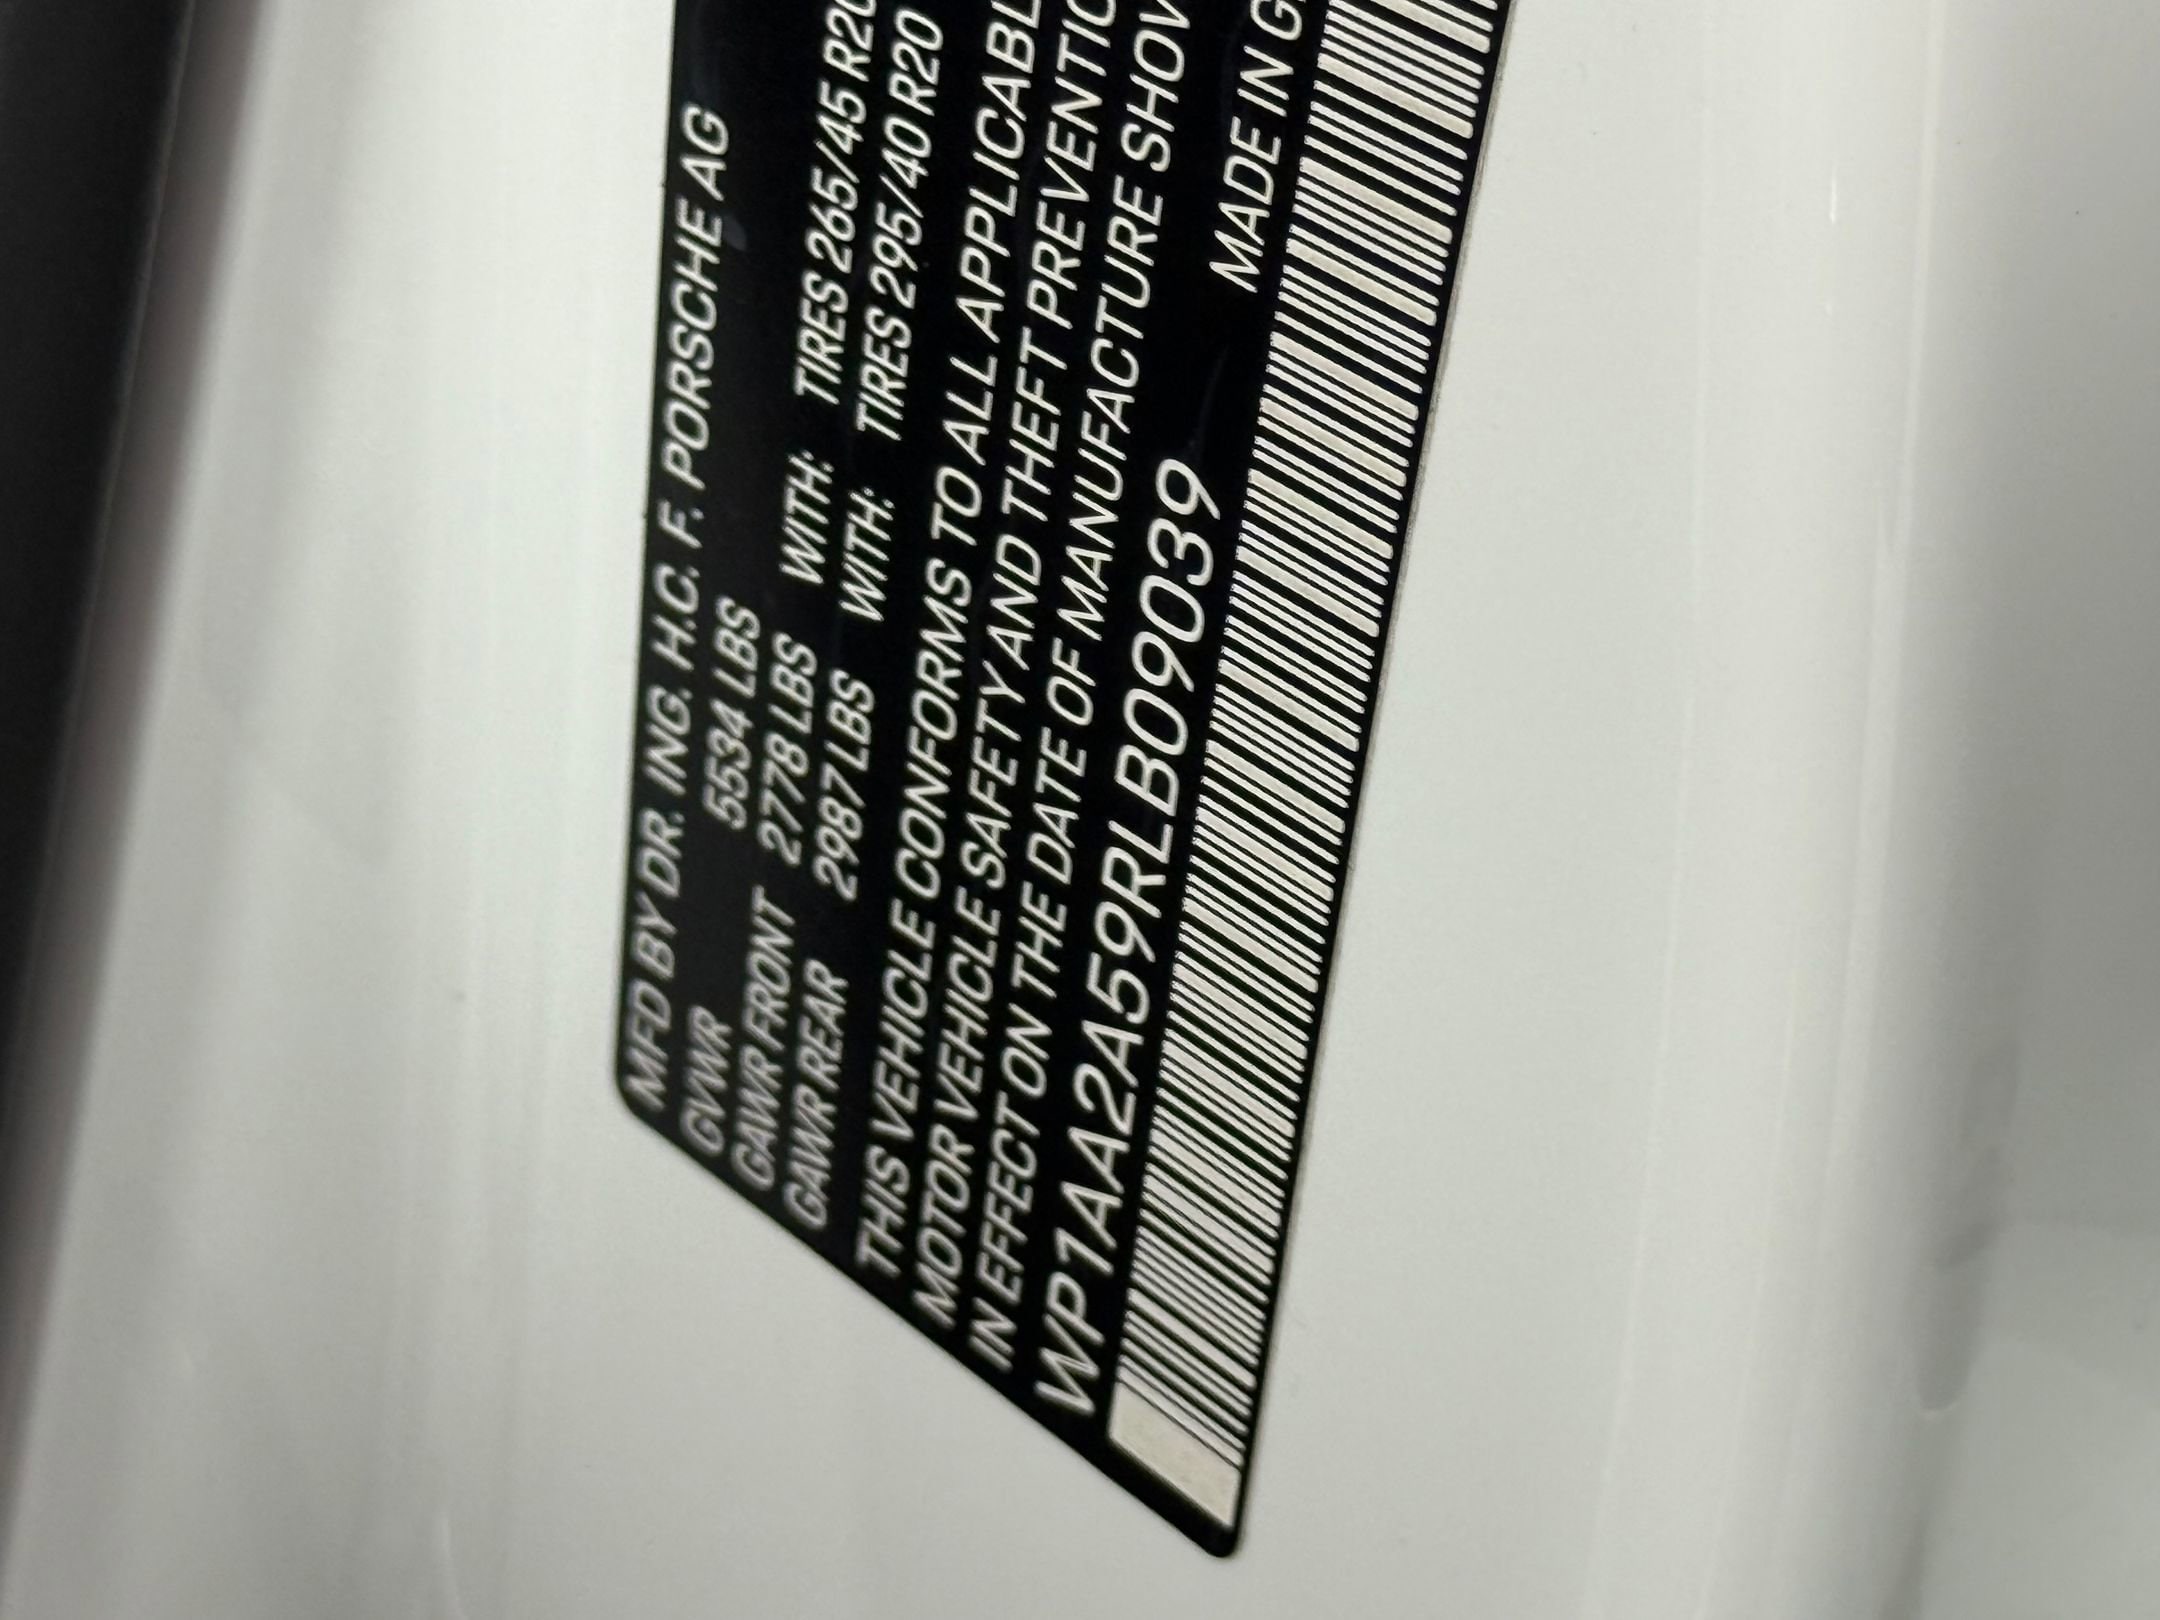 MFD BY DR. ING. H.C. F. PORSCHE AG
GVWR 5534 LBS
GAWR FRONT 2778 LBS WITH: TIRES 265/45 R20
GAWR REAR 2987 LBS WITH: TIRES 295/40 R20
THIS VEHICLE CONFORMS TO ALL APPLICABL
MOTOR VEHICLE SAFETY AND THEFT PREVENTIO
IN EFFECT ON THE DATE OF MANUFACTURE SHOW
WP1AA2A59RLB09039 MADE IN G